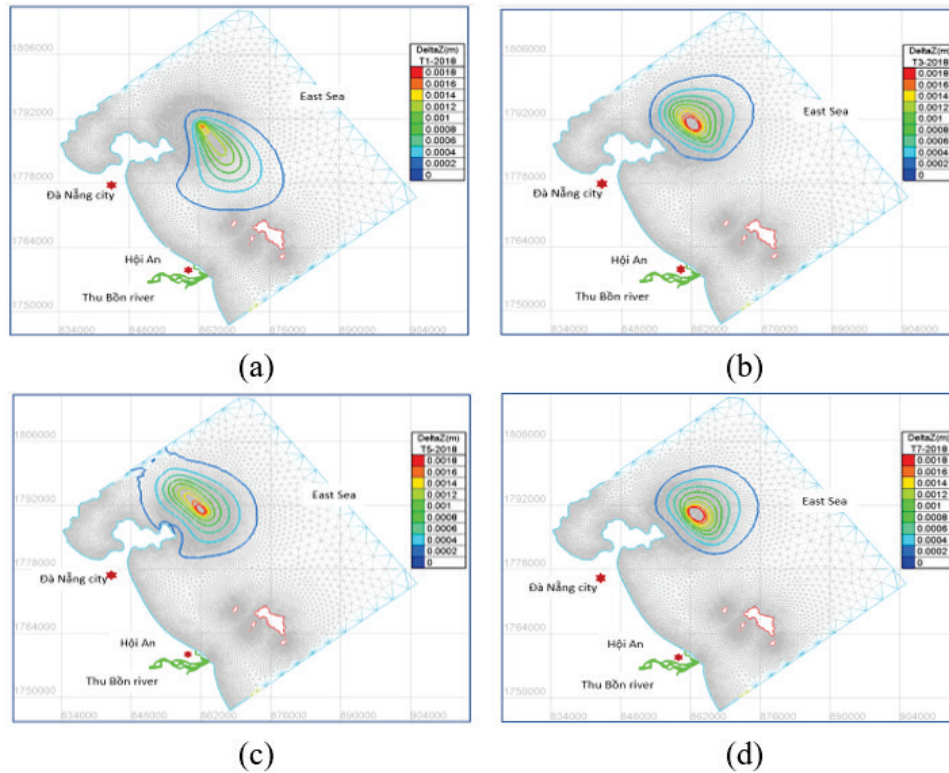 1806000
DeltaZ(m)
T1-2018
0.0018
0.0016
0.0014
0.0012
0.001
0.0008
0.0006
0.0004
0.0002
0
East Sea
1792000
1778000
Đà Nẵng city
1764000
Hội An
Thu Bồn river
1750000
834000 848000 862000 876000 890000 904000
(a)
1806000
DeltaZ(m)
T3-2018
0.0018
0.0016
0.0014
0.0012
0.001
0.0008
0.0006
0.0004
0.0002
0
East Sea
1792000
1778000
Đà Nẵng city
1764000
Hội An
Thu Bồn river
1750000
834000 848000 862000 876000 890000 904000
(b)
1806000
DeltaZ(m)
T5-2018
0.0018
0.0016
0.0014
0.0012
0.001
0.0008
0.0006
0.0004
0.0002
0
East Sea
1792000
1778000
Đà Nẵng city
1764000
Hội An
Thu Bồn river
1750000
834000 848000 862000 876000 890000 904000
(c)
1806000
DeltaZ(m)
T7-2018
0.0018
0.0016
0.0014
0.0012
0.001
0.0008
0.0006
0.0004
0.0002
0
East Sea
1792000
1778000
Đà Nẵng city
1764000
Hội An
Thu Bồn river
1750000
834000 848000 862000 876000 890000 904000
(d)